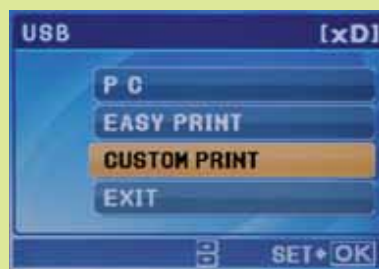 USB [xD]
P C
EASY PRINT
CUSTOM PRINT
EXIT
SET OK